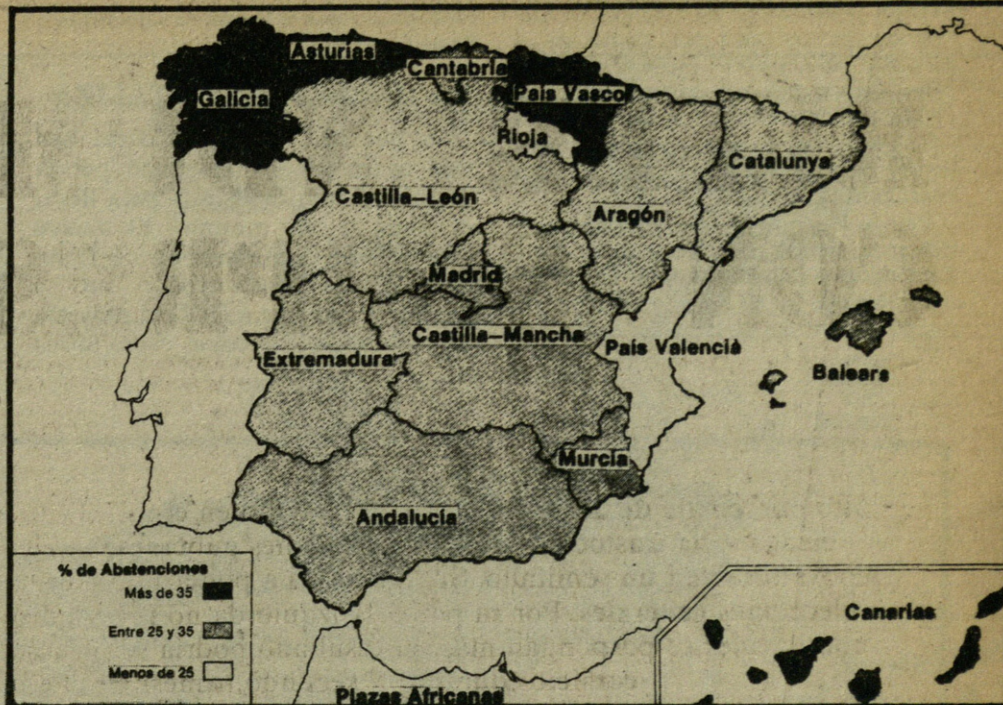 Asturias
Cantabria
Galicia
País Vasco
Rioja
Catalunya
Castilla–León
Aragón
Madrid
Castilla–Mancha
Extremadura
País Valencià
Balears
Murcia
Andalucía
% de Abstenciones
Más de 35
Entre 25 y 35
Menos de 25
Canarias
Plazas Africanas